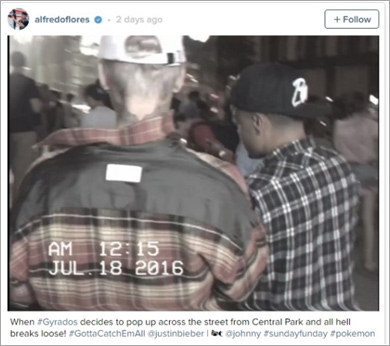 alfredoflores • 2 days ago
+ Follow
B
AM 12:15
JUL. 18 2016
When #Gyrados decides to pop up across the street from Central Park and all hell
breaks loose! #GottaCatchEmAll @justinbieber | @johnny #sundayfunday #pokemon